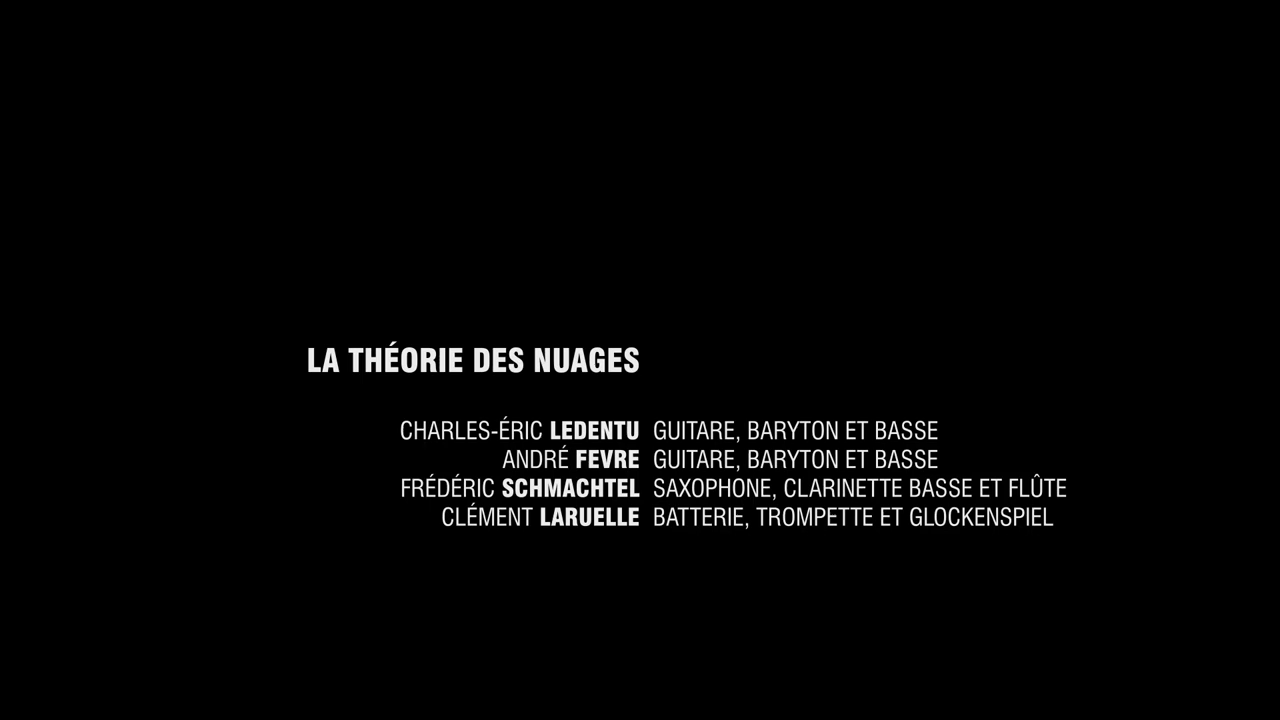 LA THÉORIE DES NUAGES
CHARLES-ÉRIC LEDENTU GUITARE, BARYTON ET BASSE
ANDRÉ FEVRE GUITARE, BARYTON ET BASSE
FRÉDÉRIC SCHMACHTEL SAXOPHONE, CLARINETTE BASSE ET FLÛTE
CLÉMENT LARUELLE BATTERIE, TROMPETTE ET GLOCKENSPIEL